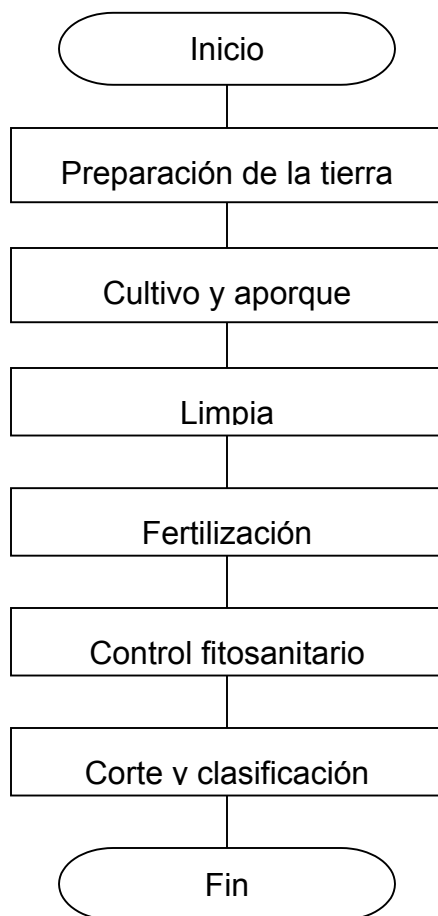 Inicio
Preparación de la tierra
Cultivo y aporque
Limpia
Fertilización
Control fitosanitario
Corte y clasificación
Fin